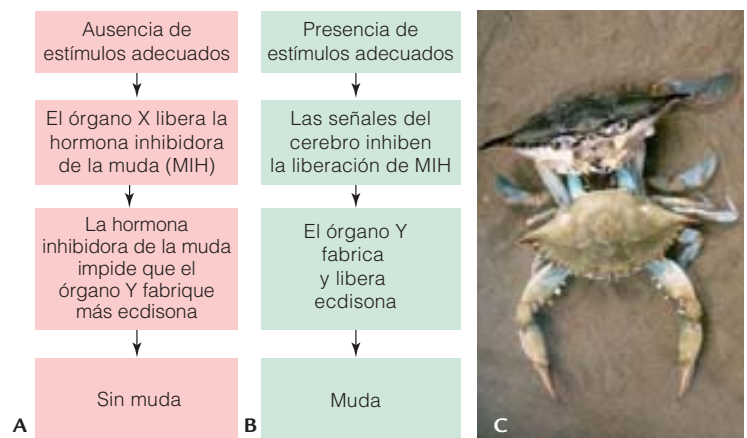 Ausencia de
estímulos adecuados
El órgano X libera la
hormona inhibidora
de la muda (MIH)
La hormona
inhibidora de la muda
impide que el
órgano Y fabrique
más ecdisona
Sin muda
A
Presencia de
estímulos adecuados
Las señales del
cerebro inhiben
la liberación de MIH
El órgano Y
fabrica
y libera
ecdisona
Muda
B
C